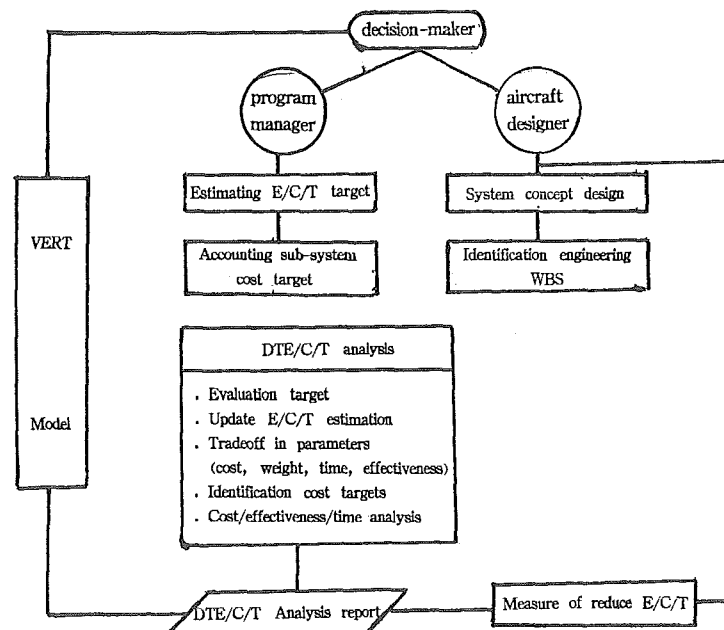 decision-maker
program
manager
aircraft
designer
Estimating E/C/T target
System concept design
VERT
Model
Accounting sub-system
cost target
Identification engineering
WBS
DTE/C/T analysis
. Evaluation target
. Update E/C/T estimation
. Tradeoff in parameters
(cost, weight, time, effectiveness)
. Identification cost targets
. Cost/effectiveness/time analysis
DTE/C/T Analysis report
Measure of reduce E/C/T